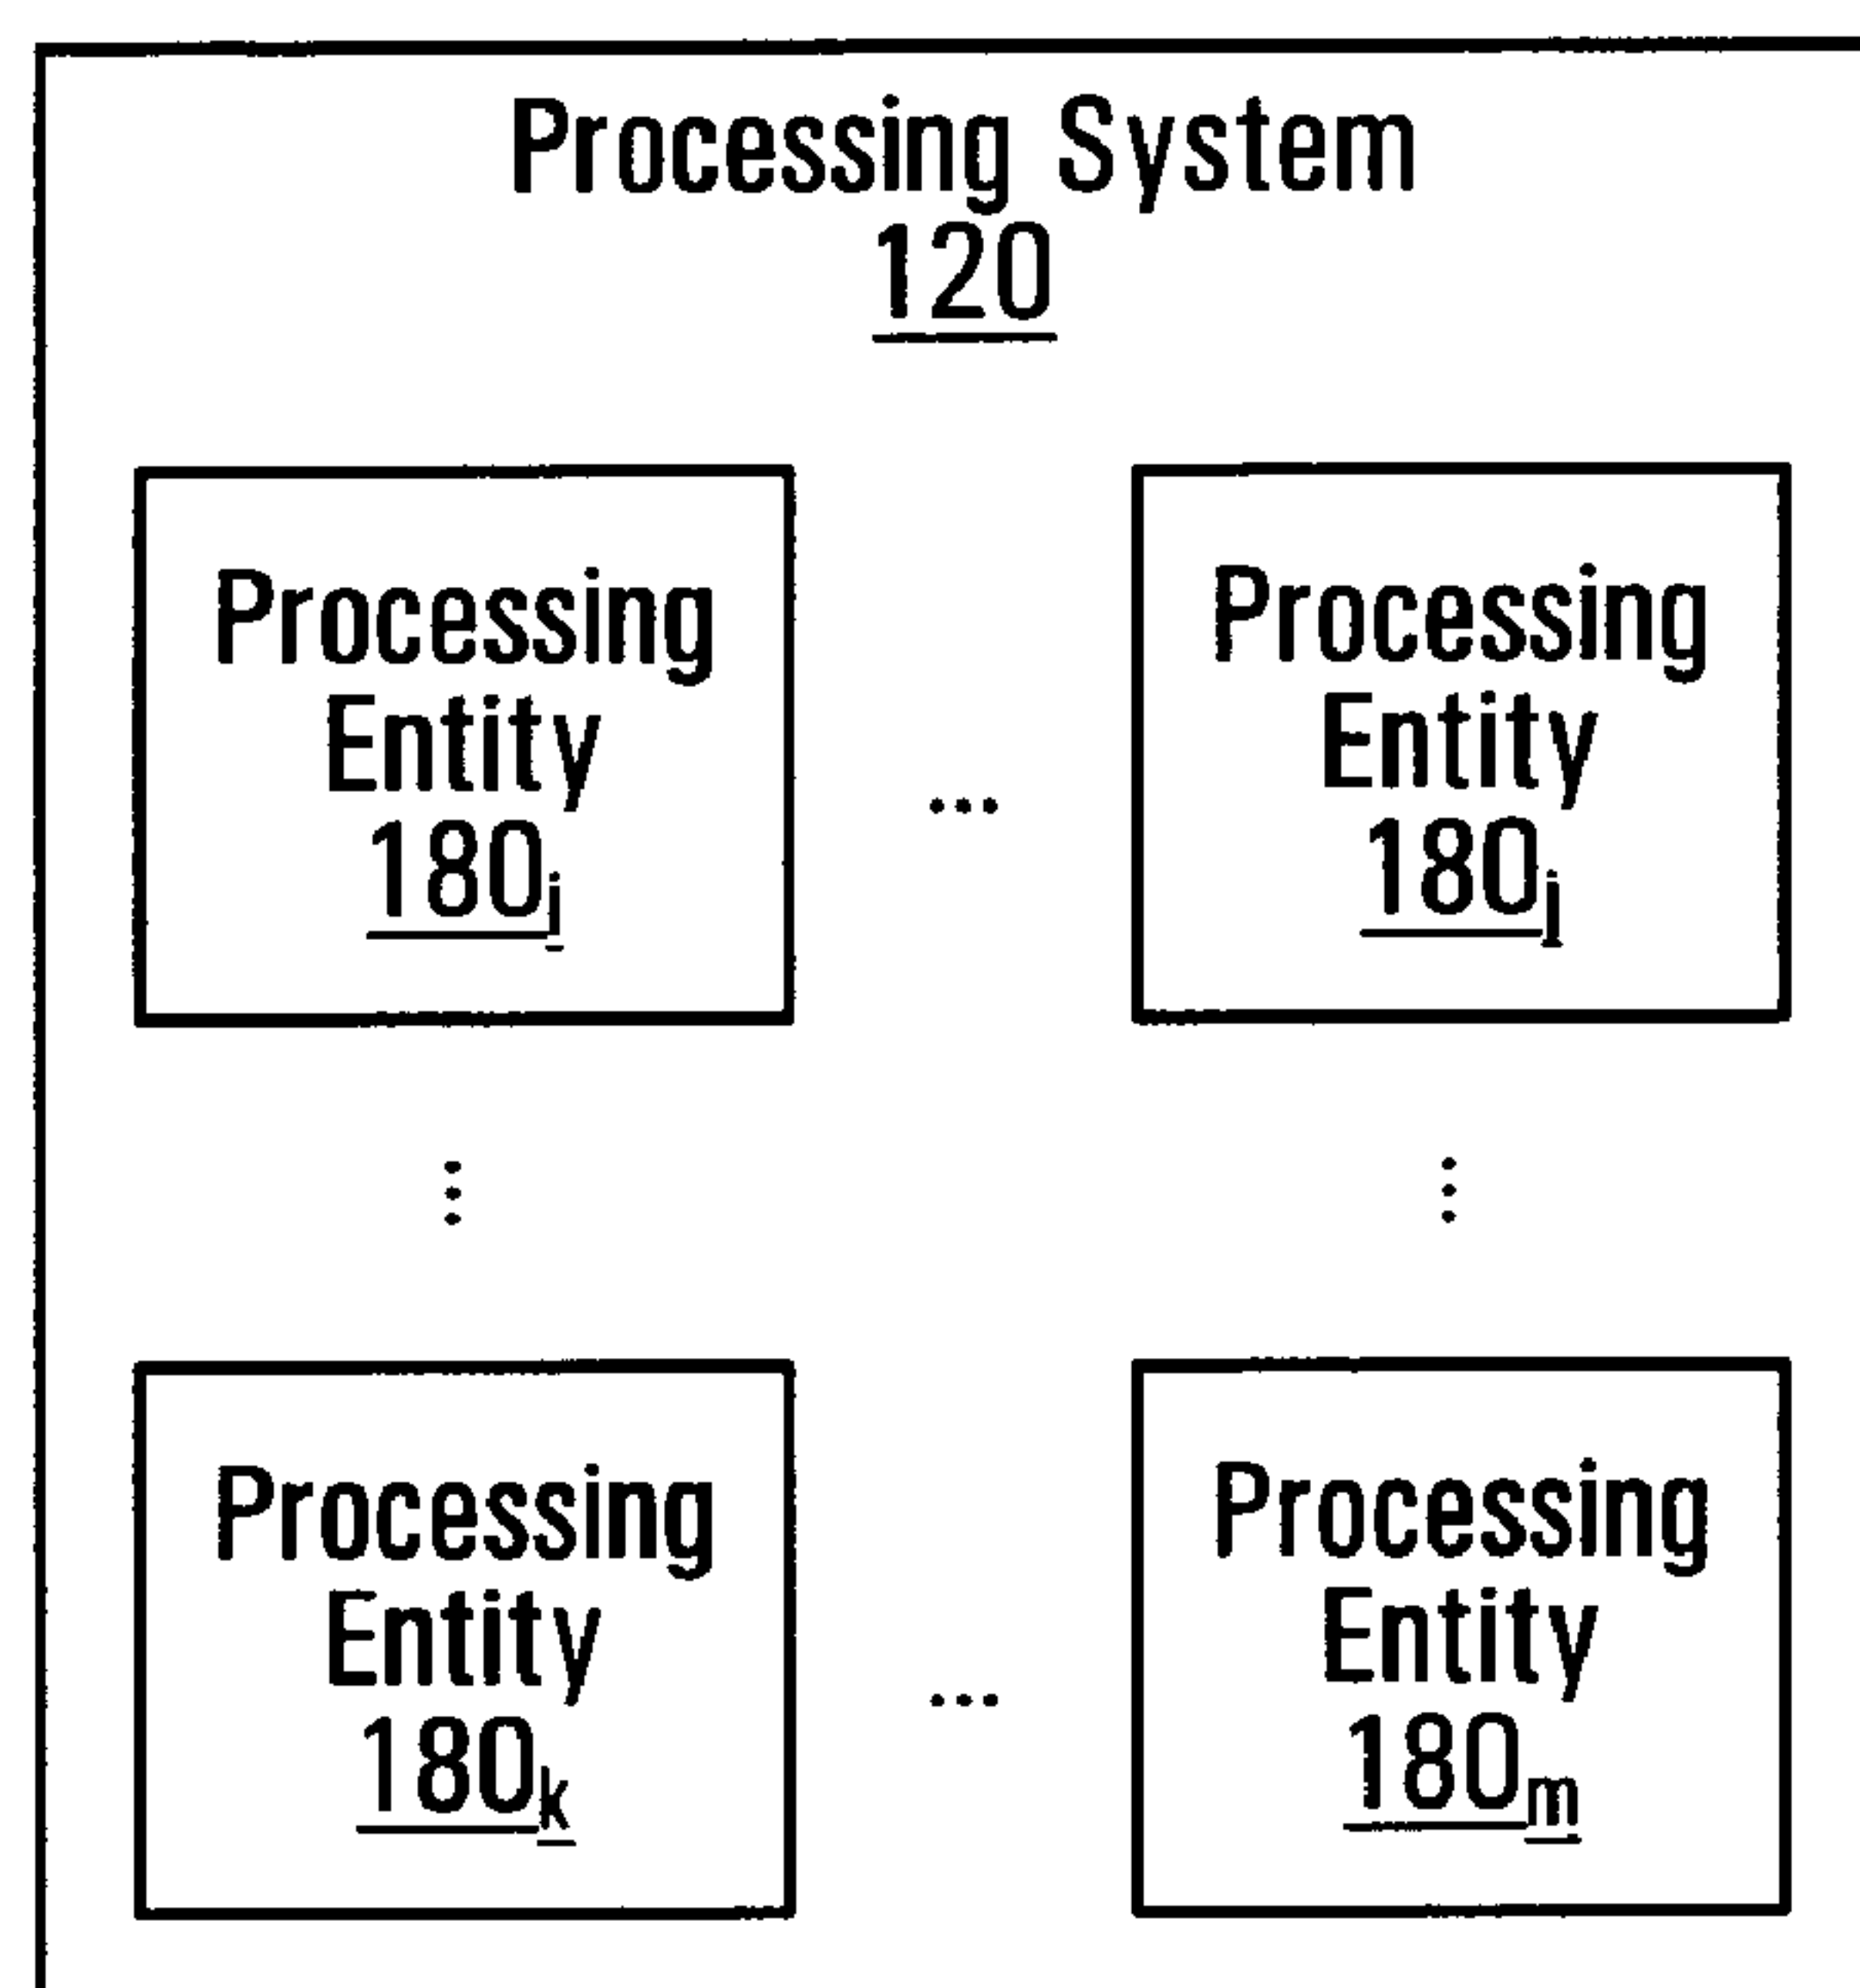 Processing System
120
Processing
Entity
180i
Processing
Entity
180j
Processing
Entity
180k
Processing
Entity
180m